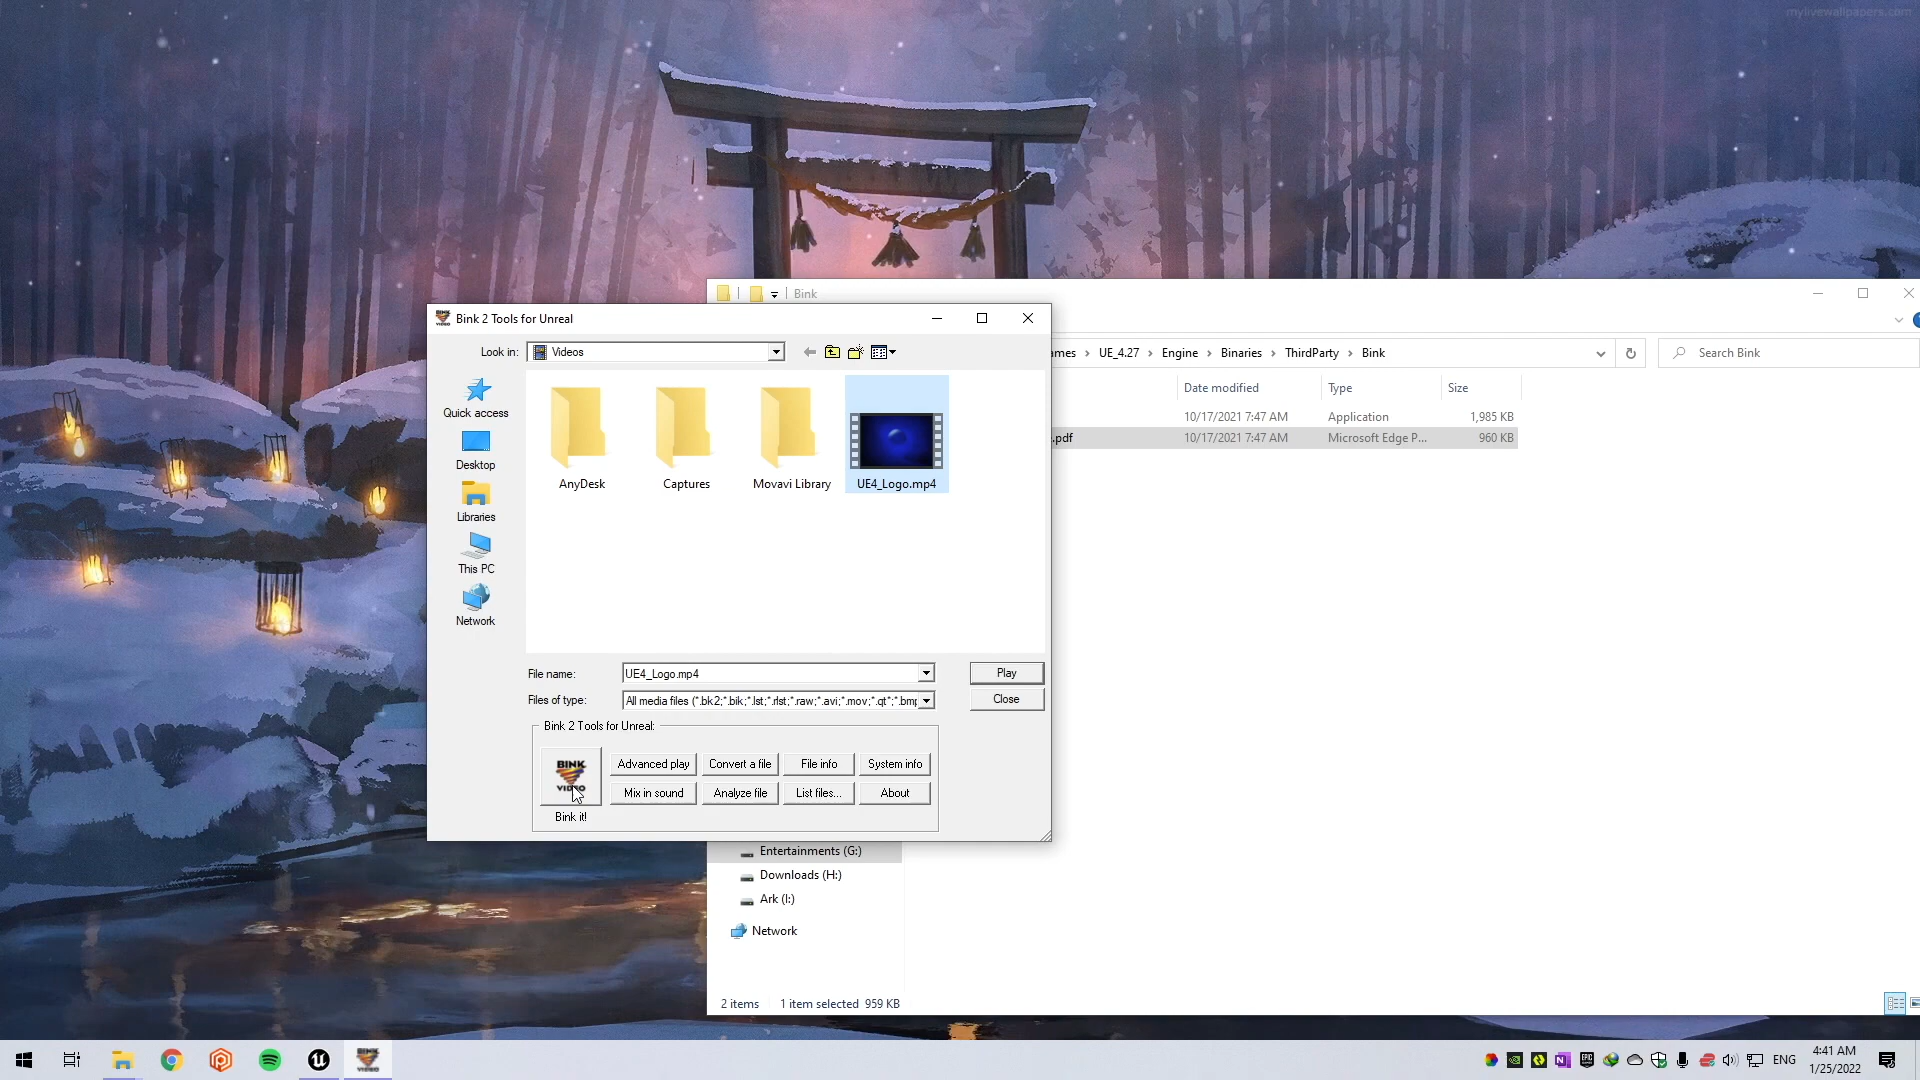 mylivewallpapers.com
Bink
Bink 2 Tools for Unreal
Look in:
Videos
ames
UE_4.27
Engine
Binaries
ThirdParty
Bink
Search Bink
Date modified
Type
Size
10/17/2021 7:47 AM
Application
1,985 KB
.pdf
10/17/2021 7:47 AM
Microsoft Edge P...
960 KB
Quick access
Desktop
Libraries
This PC
Network
AnyDesk
Captures
Movavi Library
UE4_Logo.mp4
File name:
UE4_Logo.mp4
Play
Files of type:
All media files (*.bk2;*.bik;*.lst;*.rlst;*.raw;*.avi;*.mov;*.qt*;*.bmp
Close
Bink 2 Tools for Unreal:
BINK
VIDEO
Bink it!
Advanced play
Convert a file
File info
System info
Mix in sound
Analyze file
List files...
About
Entertainments (G:)
Downloads (H:)
Ark (I:)
Network
2 items
1 item selected 959 KB
BINK
VIDEO
ENG
4:41 AM
1/25/2022